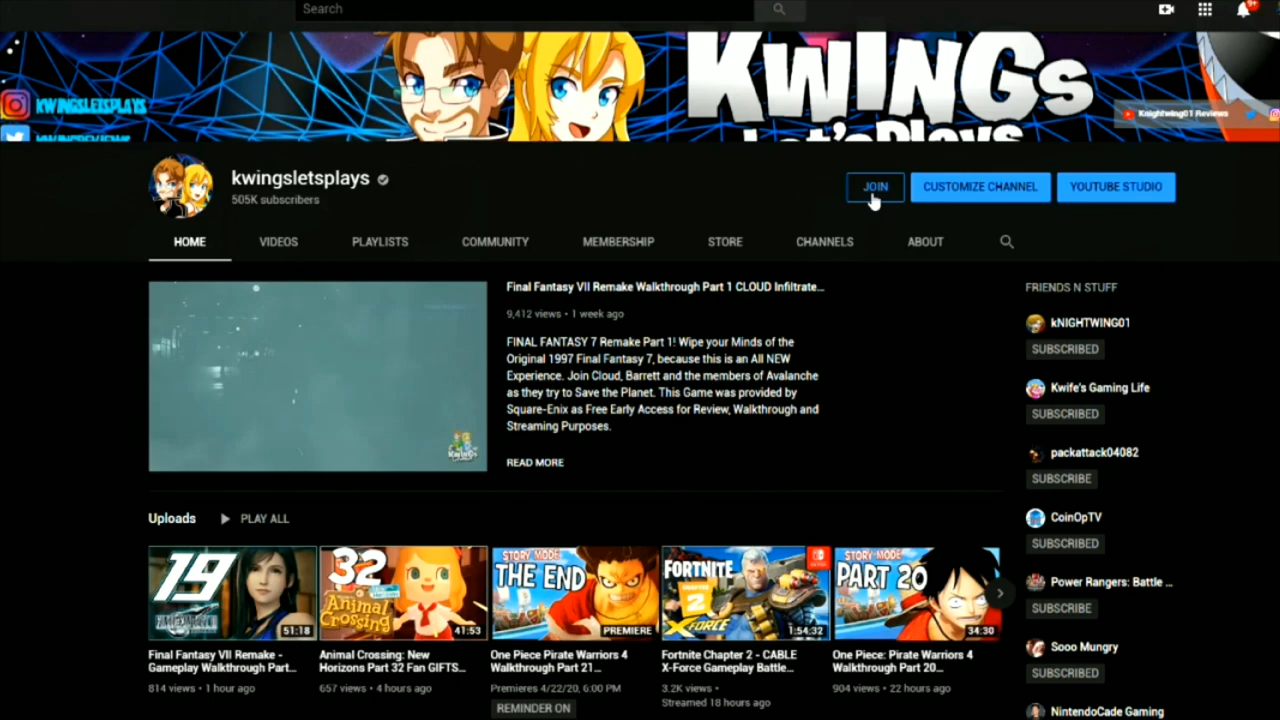 Search
9+
KWINGs
Let'sPlays
KWINGSLETSPLAYS
Knightwing01 Reviews
kwingsletsplays
505K subscribers
JOIN
CUSTOMIZE CHANNEL
YOUTUBE STUDIO
HOME
VIDEOS
PLAYLISTS
COMMUNITY
MEMBERSHIP
STORE
CHANNELS
ABOUT
Final Fantasy VII Remake Walkthrough Part 1 CLOUD Infiltrate...
9,412 views • 1 week ago
FINAL FANTASY 7 Remake Part 1! Wipe your Minds of the
Original 1997 Final Fantasy 7, because this is an All NEW
Experience. Join Cloud, Barrett and the members of Avalanche
as they try to Save the Planet. This Game was provided by
Square-Enix as Free Early Access for Review, Walkthrough and
Streaming Purposes.
READ MORE
KWINGs
FRIENDS N STUFF
kNIGHTWING01
SUBSCRIBED
Kwife's Gaming Life
SUBSCRIBED
packattack04082
SUBSCRIBE
CoinOpTV
SUBSCRIBED
Power Rangers: Battle ...
SUBSCRIBE
Sooo Mungry
SUBSCRIBED
NintendoCade Gaming
Uploads
PLAY ALL
19
51:18
Final Fantasy VII Remake -
Gameplay Walkthrough Part...
814 views • 1 hour ago
32
Animal
Crossing
41:53
Animal Crossing: New
Horizons Part 32 Fan GIFTS...
657 views • 4 hours ago
STORY MODE
THE END
PREMIERE
One Piece Pirate Warriors 4
Walkthrough Part 21...
Premieres 4/22/20, 6:00 PM
REMINDER ON
FORTNITE
CHAPTER
2
X-FORCE
1:54:32
Fortnite Chapter 2 - CABLE
X-Force Gameplay Battle...
3.2K views •
Streamed 18 hours ago
STORY MODE
PART 20
34:30
One Piece: Pirate Warriors 4
Walkthrough Part 20...
904 views • 22 hours ago